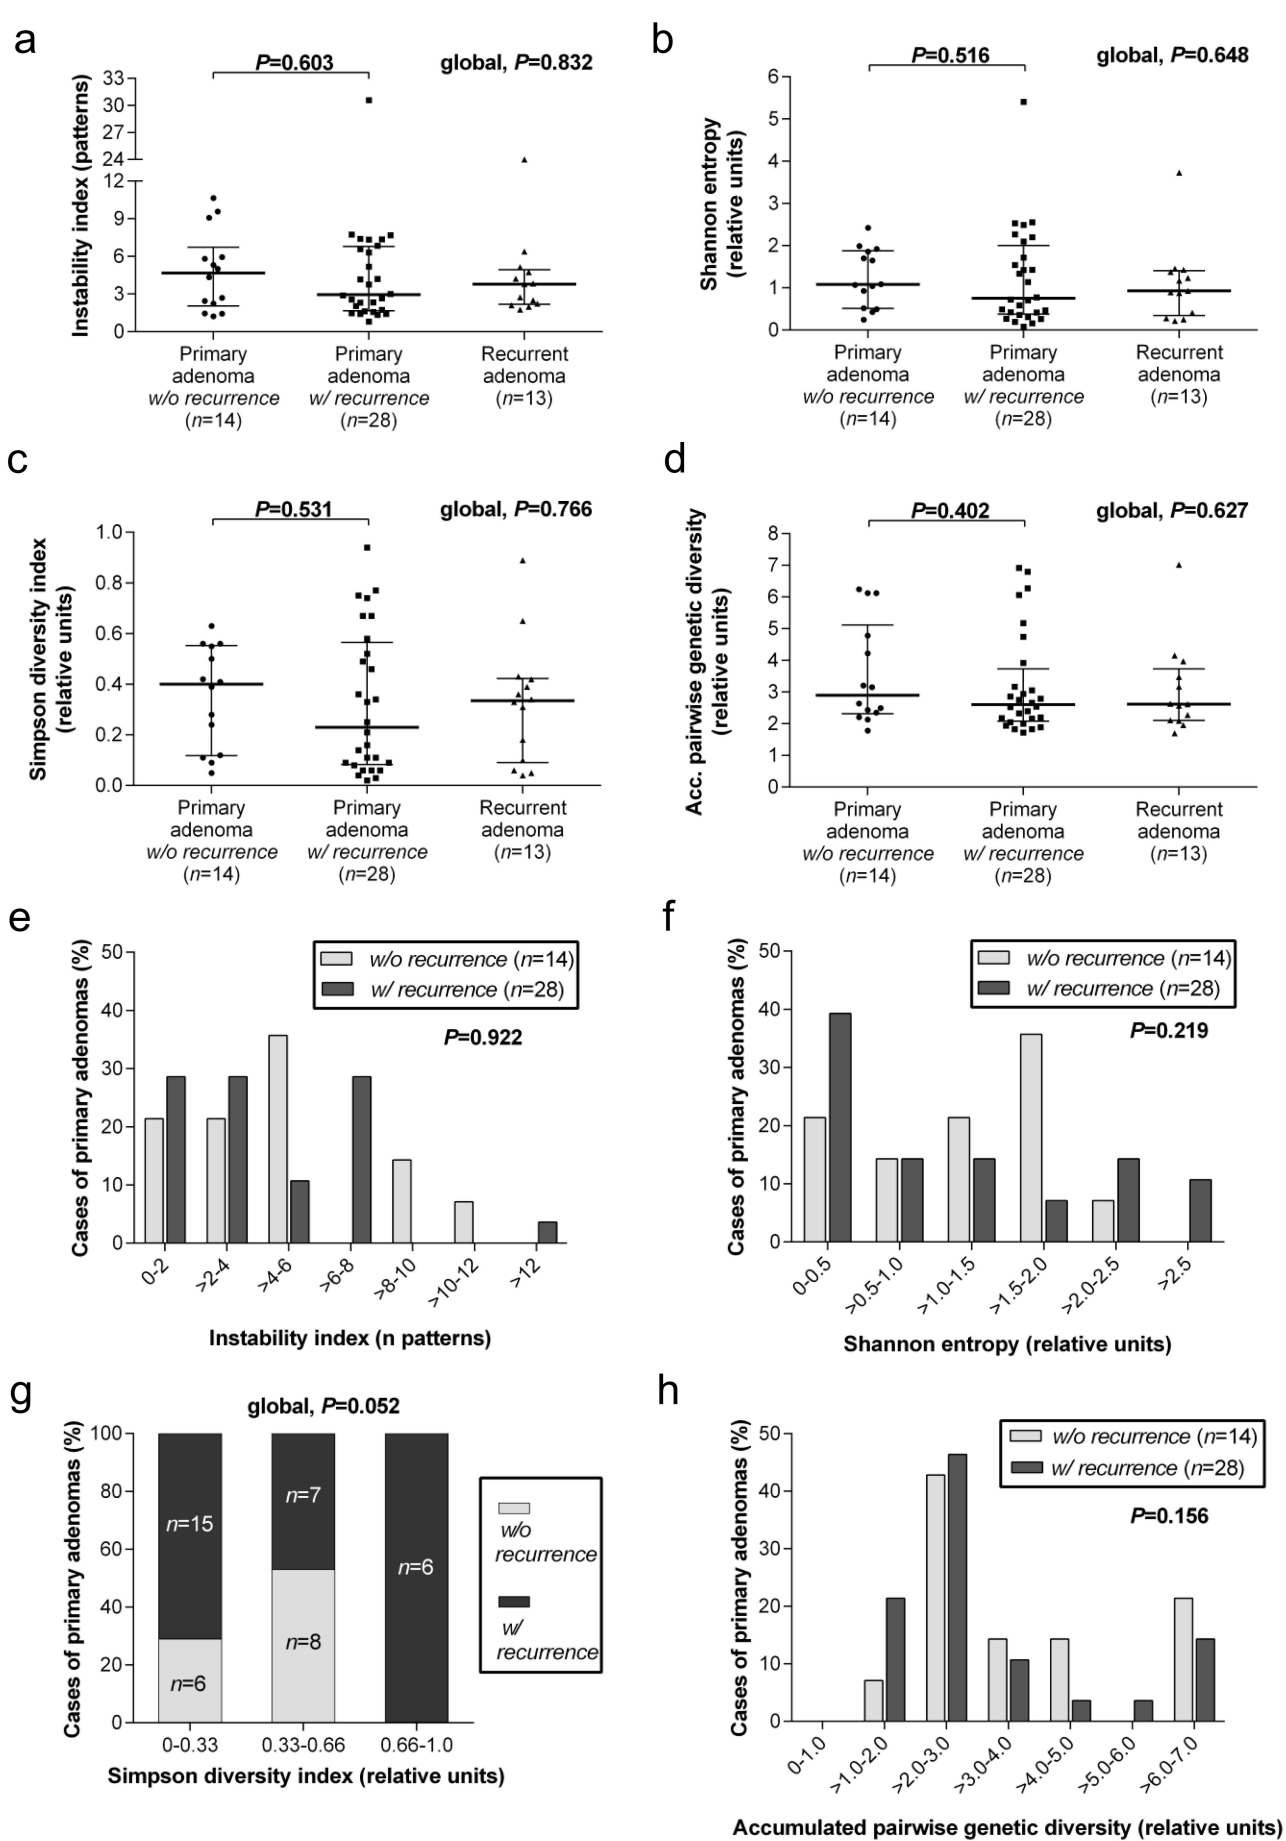 a
P=0.603
global, P=0.832
Instability index (patterns)
33
30
27
24
12
9
6
3
0
Primary
adenoma
w/o recurrence
(n=14)
Primary
adenoma
w/ recurrence
(n=28)
Recurrent
adenoma
(n=13)
b
P=0.516
global, P=0.648
Shannon entropy
(relative units)
6
5
4
3
2
1
0
Primary
adenoma
w/o recurrence
(n=14)
Primary
adenoma
w/ recurrence
(n=28)
Recurrent
adenoma
(n=13)
c
P=0.531
global, P=0.766
Simpson diversity index
(relative units)
1.0
0.8
0.6
0.4
0.2
0.0
Primary
adenoma
w/o recurrence
(n=14)
Primary
adenoma
w/ recurrence
(n=28)
Recurrent
adenoma
(n=13)
d
P=0.402
global, P=0.627
Acc. pairwise genetic diversity
(relative units)
8
7
6
5
4
3
2
1
0
Primary
adenoma
w/o recurrence
(n=14)
Primary
adenoma
w/ recurrence
(n=28)
Recurrent
adenoma
(n=13)
e
Cases of primary adenomas (%)
50
40
30
20
10
0
w/o recurrence (n=14)
w/ recurrence (n=28)
P=0.922
0-2
>2-4
>4-6
>6-8
>8-10
>10-12
>12
Instability index (n patterns)
f
Cases of primary adenomas (%)
50
40
30
20
10
0
w/o recurrence (n=14)
w/ recurrence (n=28)
P=0.219
0-0.5
>0.5-1.0
>1.0-1.5
>1.5-2.0
>2.0-2.5
>2.5
Shannon entropy (relative units)
g
global, P=0.052
Cases of primary adenomas (%)
100
80
60
40
20
0
n=15
n=6
n=7
n=8
n=6
w/o
recurrence
w/
recurrence
0-0.33
0.33-0.66
0.66-1.0
Simpson diversity index (relative units)
h
Cases of primary adenomas (%)
50
40
30
20
10
0
w/o recurrence (n=14)
w/ recurrence (n=28)
P=0.156
0-1.0
>1.0-2.0
>2.0-3.0
>3.0-4.0
>4.0-5.0
>5.0-6.0
>6.0-7.0
Accumulated pairwise genetic diversity (relative units)